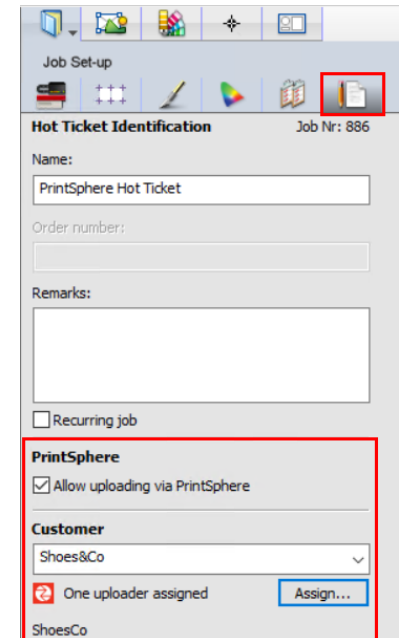 Job Set-up
Hot Ticket Identification Job Nr: 886
Name:
PrintSphere Hot Ticket
Order number:
Remarks:
Recurring job
PrintSphere
Allow uploading via PrintSphere
Customer
Shoes&Co
One uploader assigned Assign...
ShoesCo